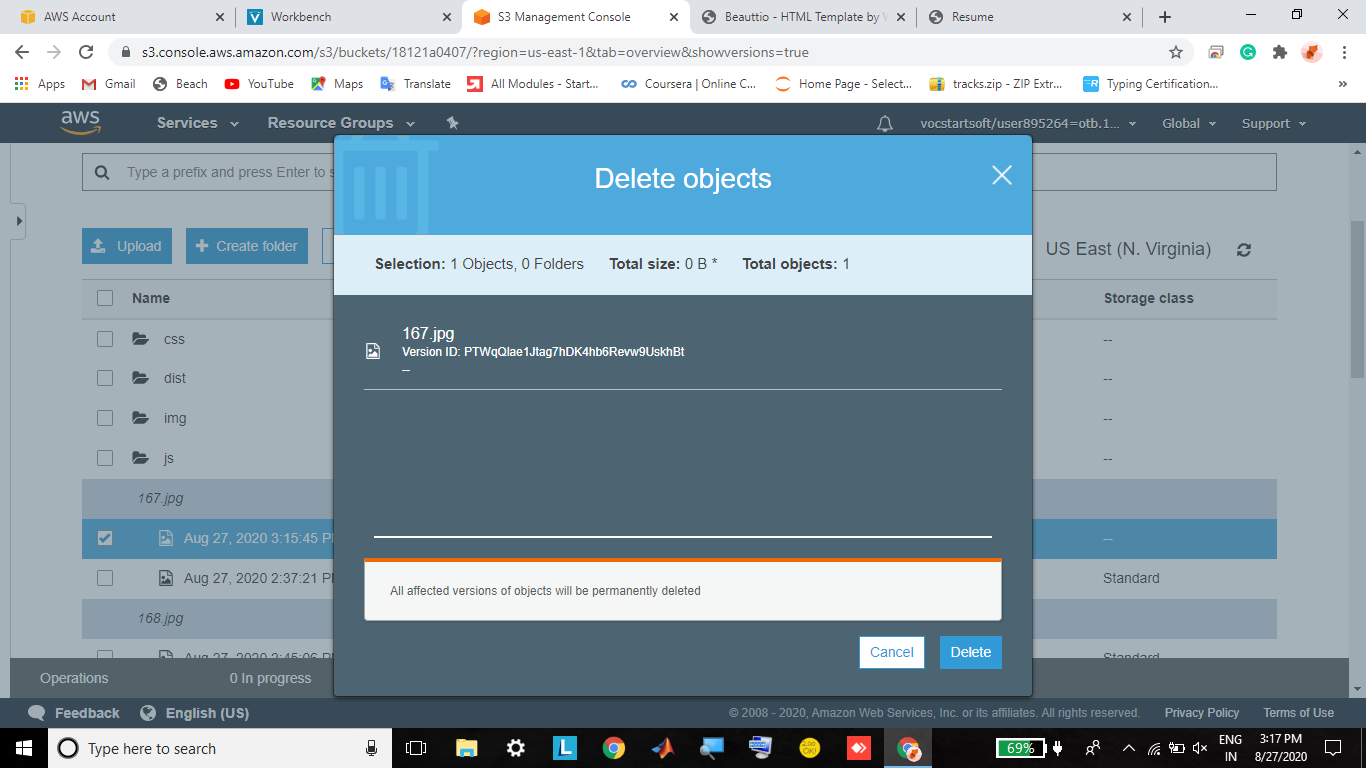 AWS Account
Workbench
S3 Management Console
Beauttio - HTML Template by W
Resume
s3.console.aws.amazon.com/s3/buckets/18121a0407/?region=us-east-1&tab=overview&showversions=true
Apps
Gmail
Beach
YouTube
Maps
Translate
All Modules - Start...
Coursera | Online C...
Home Page - Select...
tracks.zip - ZIP Extr...
Typing Certification...
aws
Services
Resource Groups
vocstartsoft/user895264=otb.1...
Global
Support
Type a prefix and press Enter to s
Delete objects
Upload
Create folder
US East (N. Virginia)
Selection: 1 Objects, 0 Folders
Total size: 0 B *
Total objects: 1
Name
Storage class
css
--
dist
--
img
--
js
--
167.jpg
Version ID: PTWqQlae1Jtag7hDK4hb6Revw9UskhBt
--
167.jpg
Aug 27, 2020 3:15:45 P
--
Aug 27, 2020 2:37:21 P
Standard
168.jpg
Aug 27, 2020 2:45:06 P
Standard
All affected versions of objects will be permanently deleted
Cancel
Delete
Operations
0 In progress
Feedback
English (US)
© 2008 - 2020, Amazon Web Services, Inc. or its affiliates. All rights reserved.
Privacy Policy
Terms of Use
Type here to search
69%
ENG
IN
3:17 PM
8/27/2020